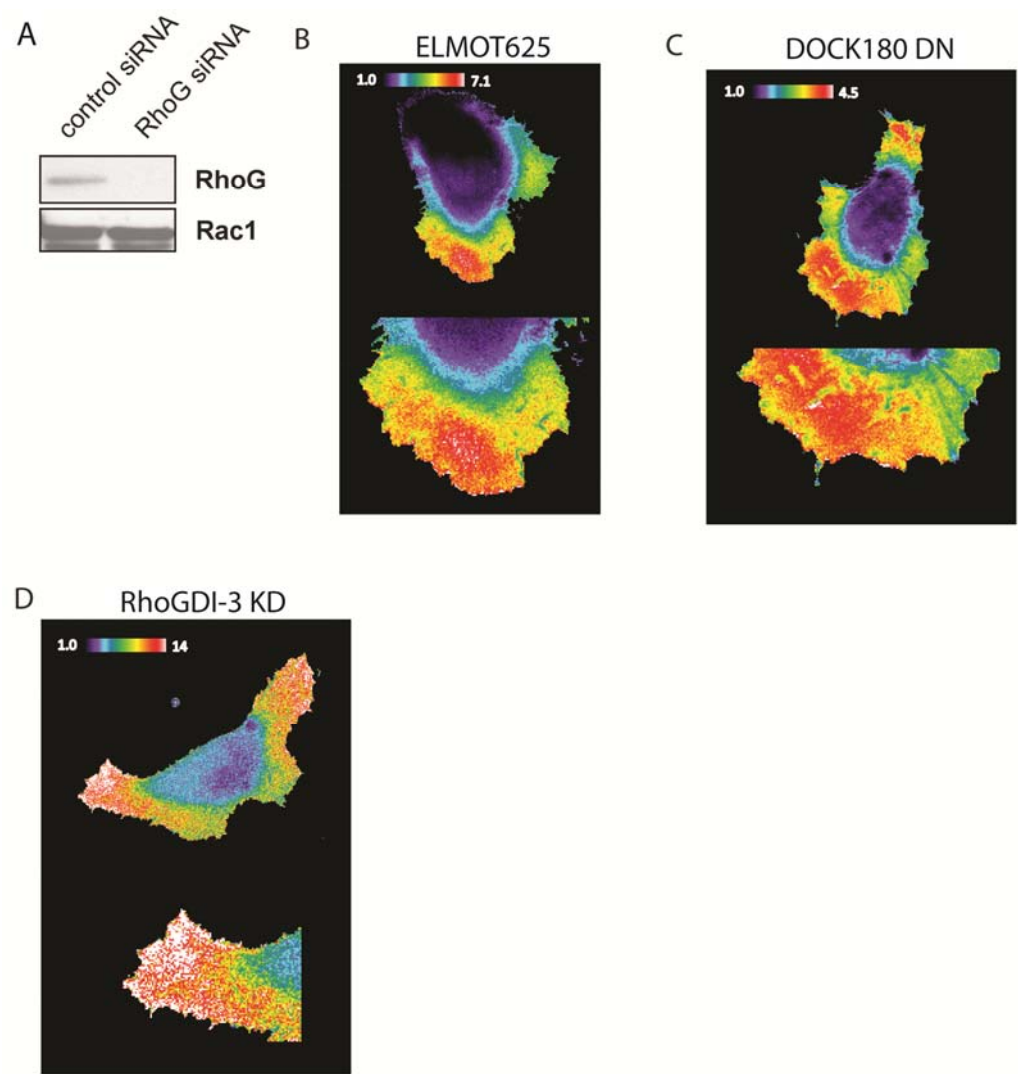 A
control siRNA
RhoG siRNA
RhoG
Rac1
B
ELMOT625
1.0 7.1
C
DOCK180 DN
1.0 4.5
D
RhoGDI-3 KD
1.0 14